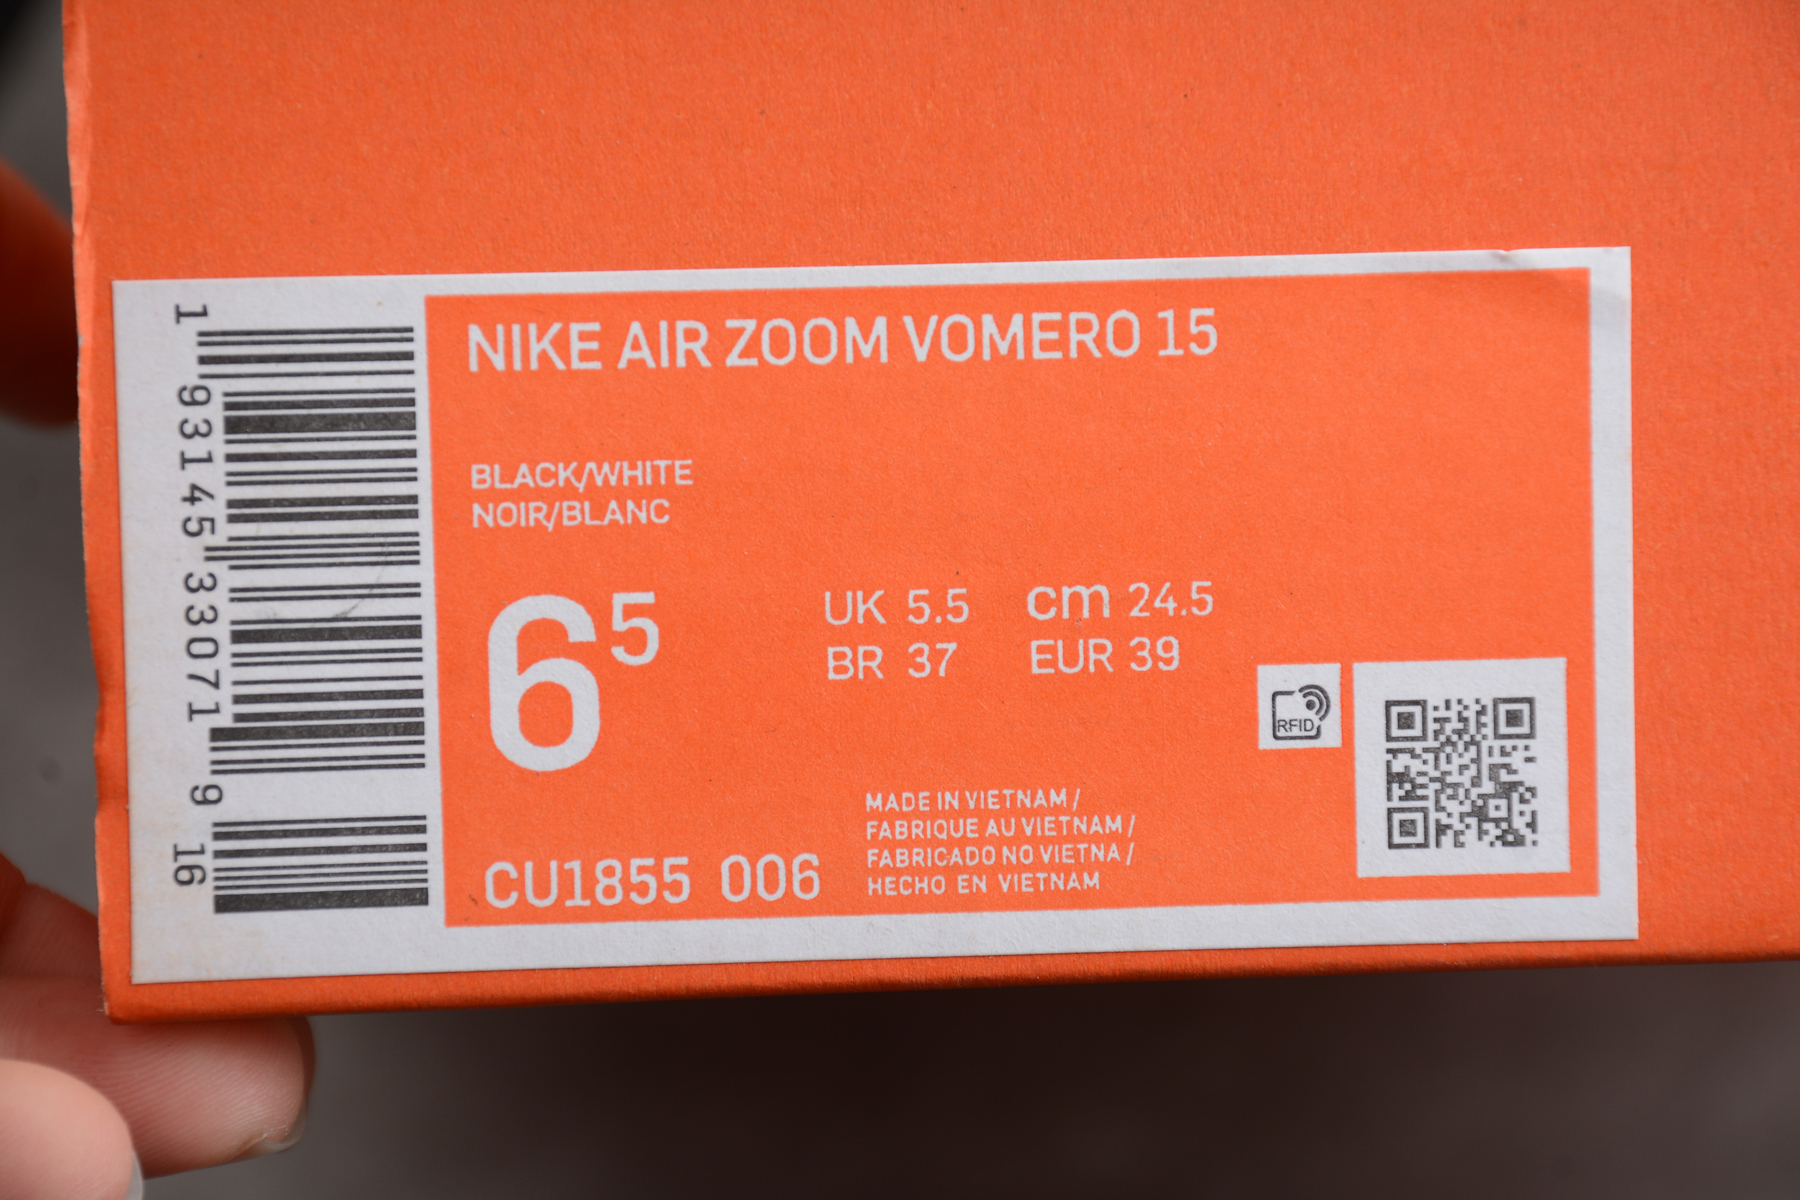 NIKE AIR ZOOM VOMERO 15
BLACK/WHITE
NOIR/BLANC
6 5
UK 5.5 cm 24.5
BR 37 EUR 39
RFID
MADE IN VIETNAM /
FABRIQUE AU VIETNAM /
FABRICADO NO VIETNA /
HECHO EN VIETNAM
CU1855 006
1 93145 33071 9 16